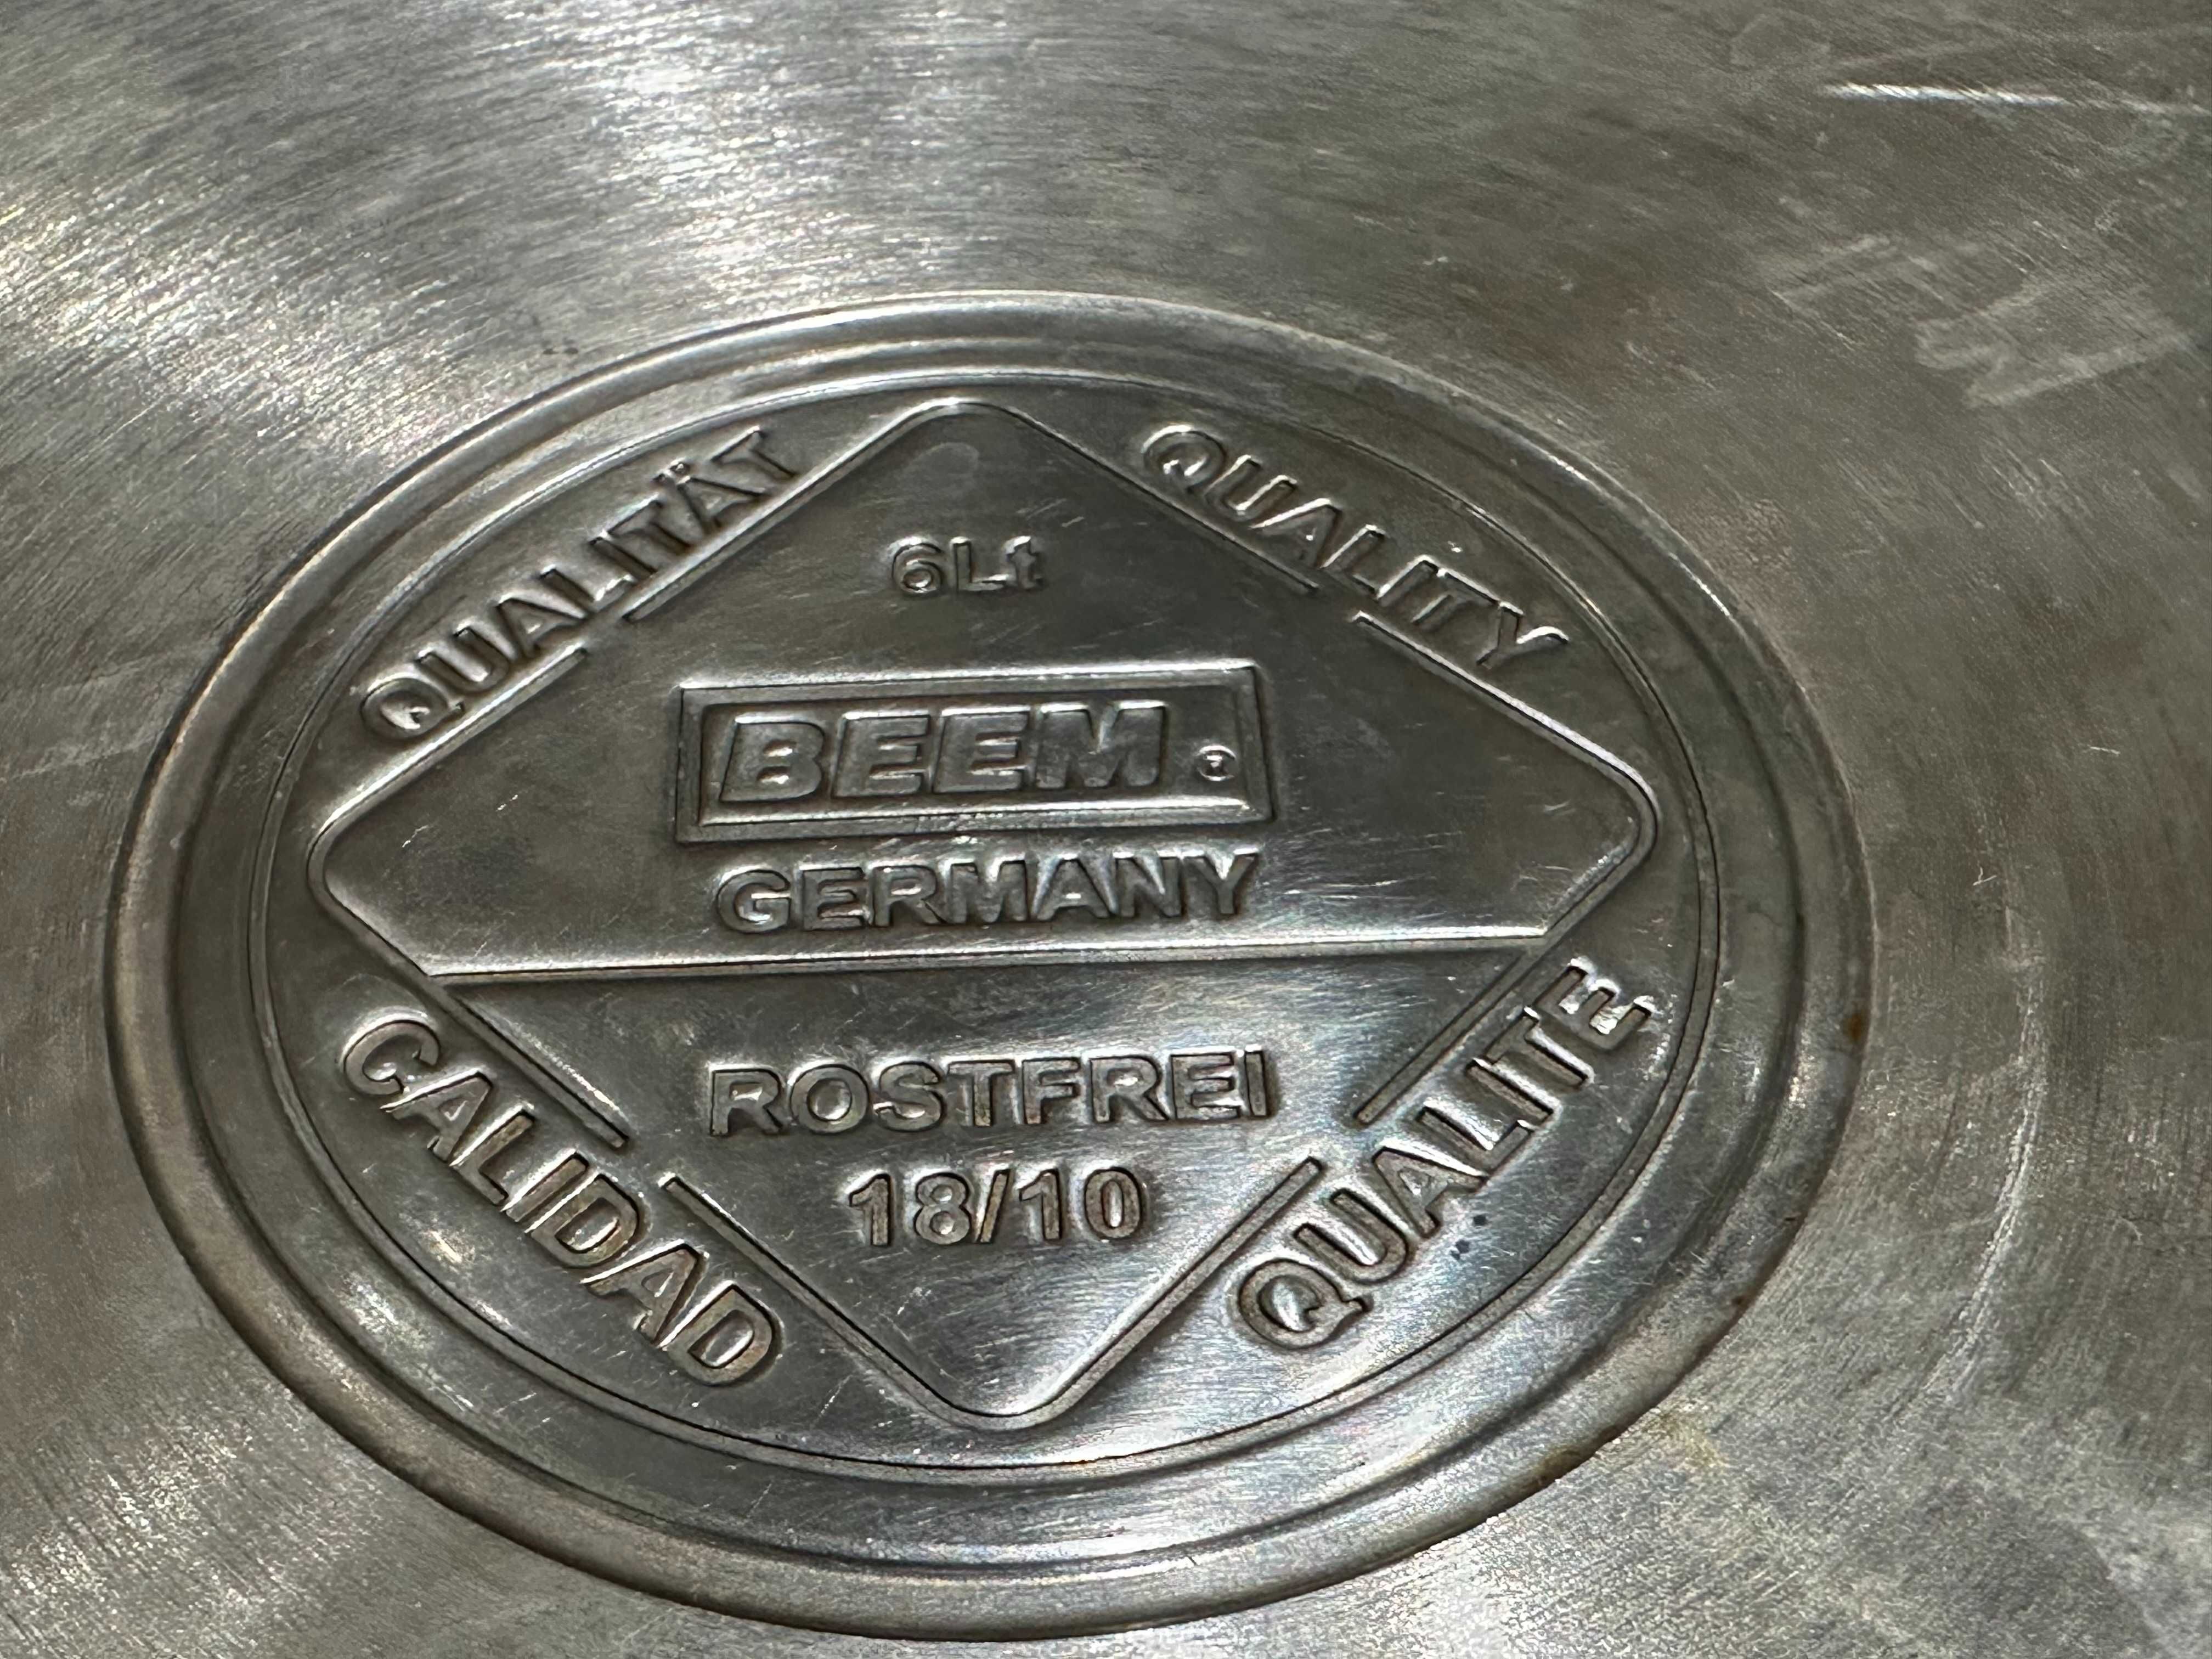 QUALITÄT
QUALITY
6Lt
BEEM ®
GERMANY
ROSTFREI
18/10
CALIDAD
QUALITE